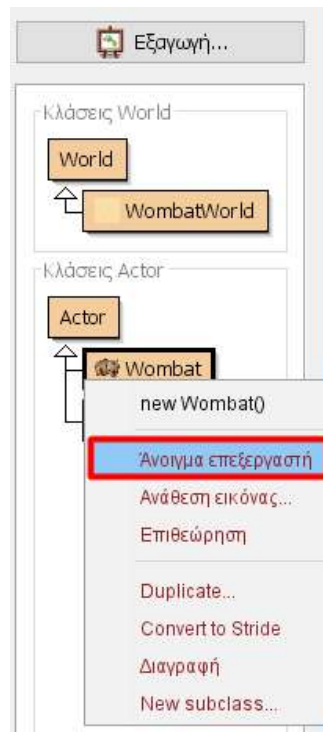 Εξαγωγή...
Κλάσεις World
World
WombatWorld
Κλάσεις Actor
Actor
Wombat
new Wombat()
Άνοιγμα επεξεργαστή
Ανάθεση εικόνας...
Επιθεώρηση
Duplicate...
Convert to Stride
Διαγραφή
New subclass...